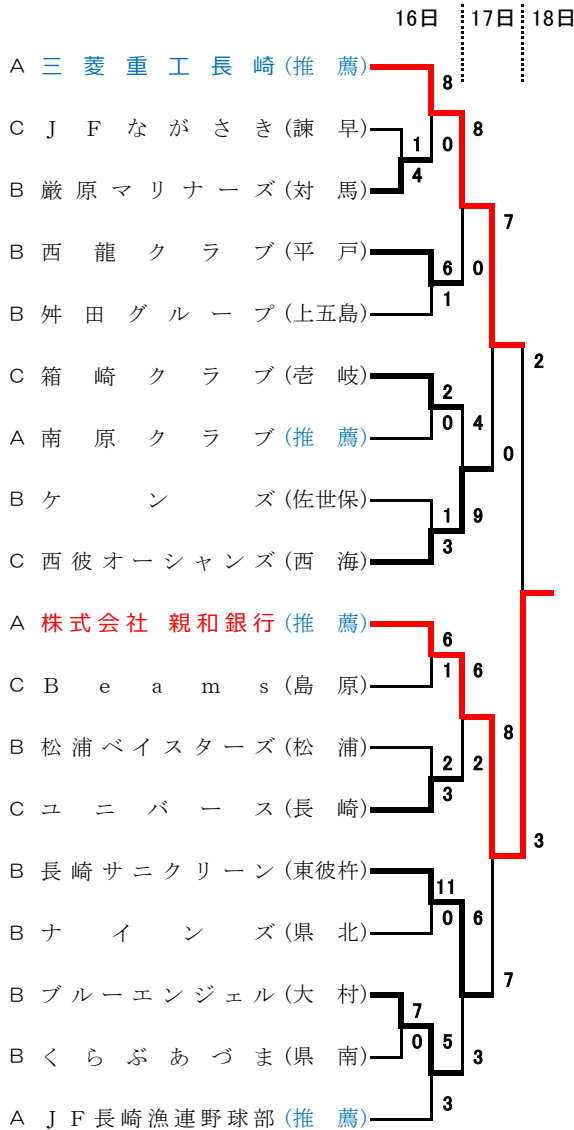 16日 17日 18日
A 三菱重工長崎(推薦)
8
8
C JFながさき(諫早)
1
0
4
B 厳原マリナーズ(対馬)
7
B 西龍クラブ(平戸)
6
0
1
B 舛田グループ(上五島)
2
C 箱崎クラブ(壱岐)
2
4
0
A 南原クラブ(推薦)
0
B ケンズ(佐世保)
1
9
3
C 西彼オーシャンズ(西海)
A 株式会社 親和銀行(推薦)
6
6
1
C Beams(島原)
8
B 松浦ベイスターズ(松浦)
2
2
3
C ユニバース(長崎)
3
B 長崎サニクリーン(東彼杵)
11
6
0
B ナインズ(県北)
7
B ブルーエンジェル(大村)
7
0
5
3
B くらぶあづま(県南)
3
A JF長崎漁連野球部(推薦)